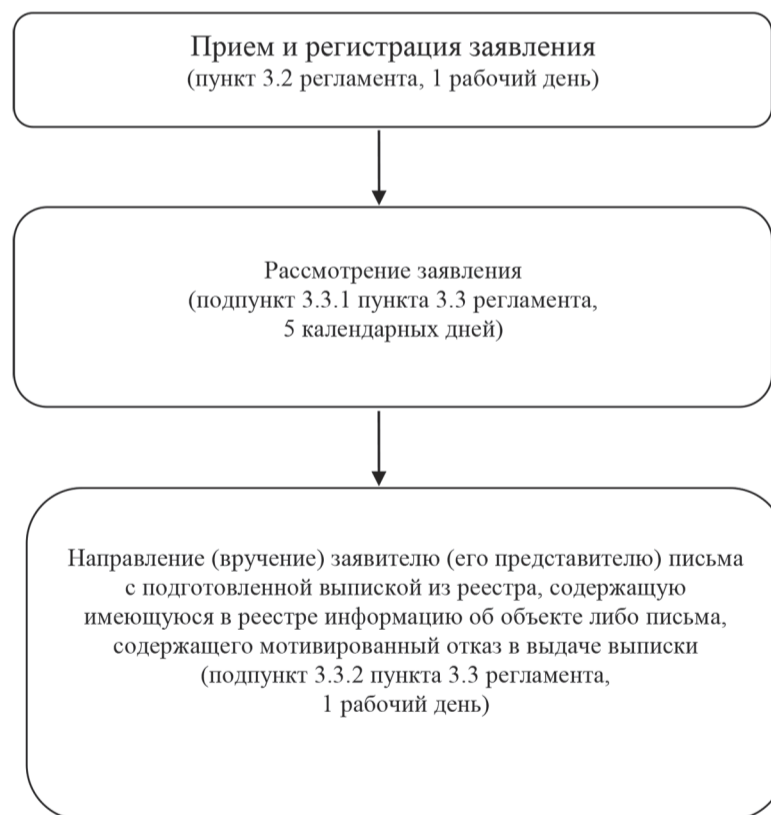 Прием и регистрация заявления
(пункт 3.2 регламента, 1 рабочий день)
Рассмотрение заявления
(подпункт 3.3.1 пункта 3.3 регламента,
5 календарных дней)
Направление (вручение) заявителю (его представителю) письма
с подготовленной выпиской из реестра, содержащую
имеющуюся в реестре информацию об объекте либо письма,
содержащего мотивированный отказ в выдаче выписки
(подпункт 3.3.2 пункта 3.3 регламента,
1 рабочий день)